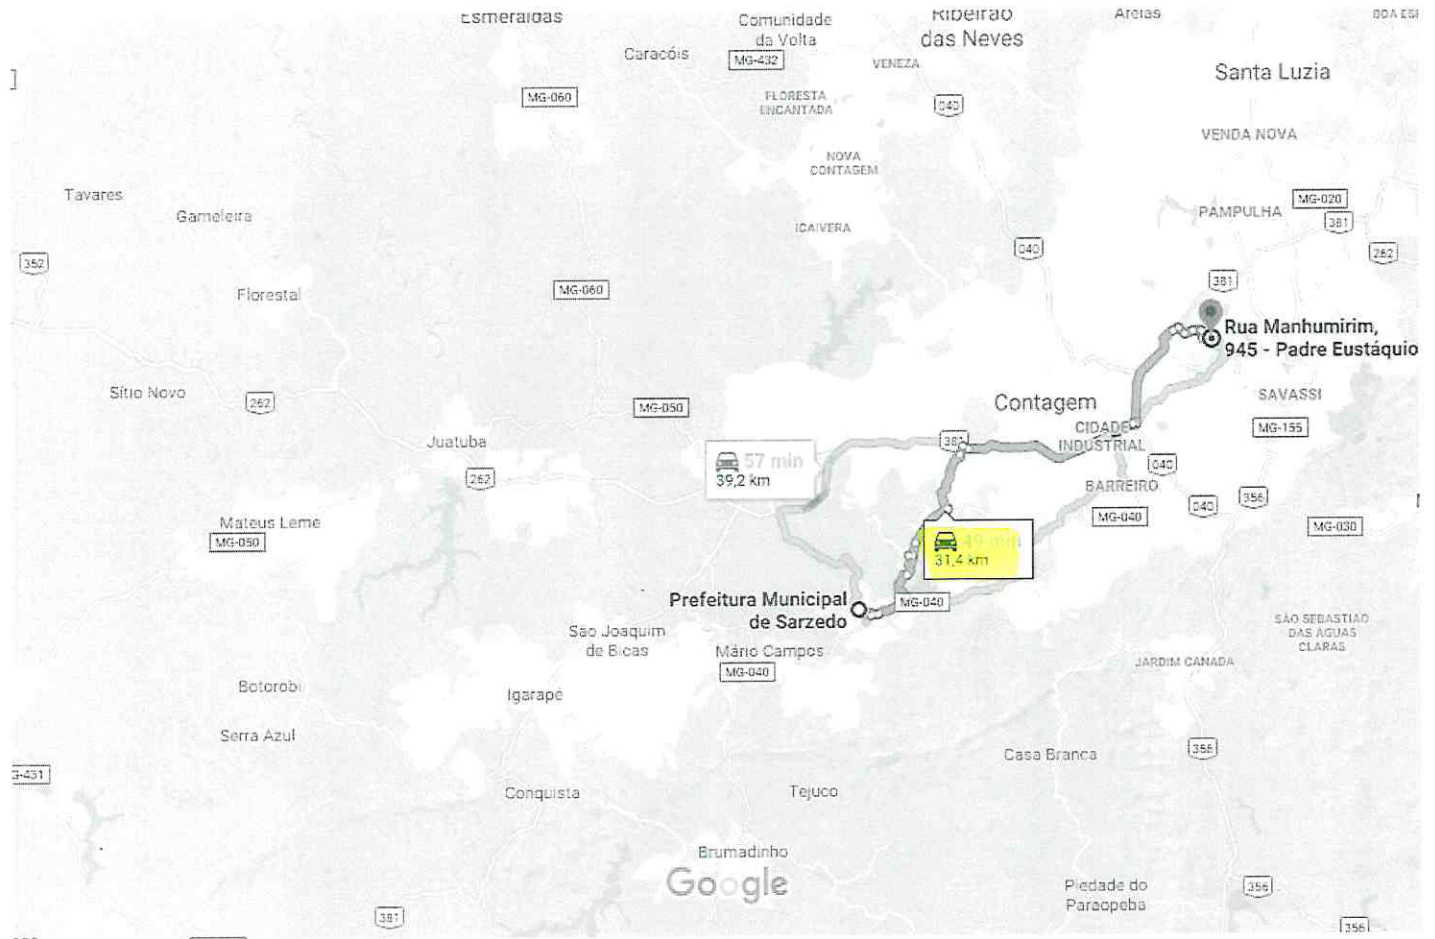 Esmeraldas
Comunidade
da Volta
Ribeirão
das Neves
Areias
Caracóis
MG-432
VENEZA
Santa Luzia
MG-060
FLORESTA
ENCANTADA
040
VENDA NOVA
NOVA
CONTAGEM
Tavares
Gameleira
MG-020
PAMPULHA
381
ICAIVERA
040
262
352
381
MG-060
Florestal
Rua Manhumirim,
945 - Padre Eustáquio
Sítio Novo
262
MG-050
Contagem
SAVASSI
MG-155
CIDADE
INDUSTRIAL
Juatuba
381
57 min
39,2 km
262
040
BARREIRO
356
040
MG-040
Mateus Leme
MG-030
MG-050
49 min
31,4 km
Prefeitura Municipal
de Sarzedo
MG-040
São Joaquim
de Bicas
Mário Campos
MG-040
SÃO SEBASTIÃO
DAS ÁGUAS
CLARAS
JARDIM CANADA
Botorobi
Igarapé
Serra Azul
356
Casa Branca
G-431
Conquista
Tejuco
Brumadinho
Google
Piedade do
Paraopeba
356
381
356